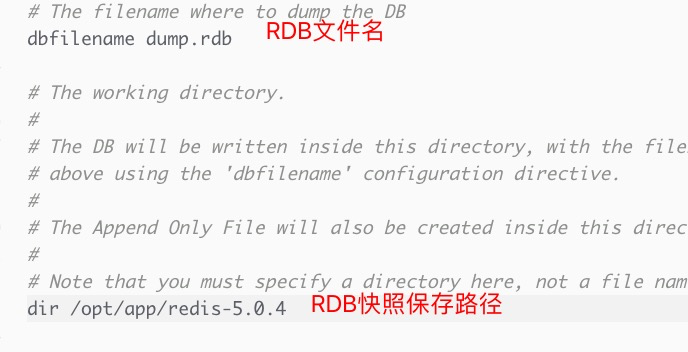 # The filename where to dump the DB
dbfilename dump.rdb RDB文件名
# The working directory.
#
# The DB will be written inside this directory, with the
# above using the 'dbfilename' configuration directive.
#
# The Append Only File will also be created inside this
#
# Note that you must specify a directory here, not a file
dir /opt/app/redis-5.0.4 RDB快照保存路径